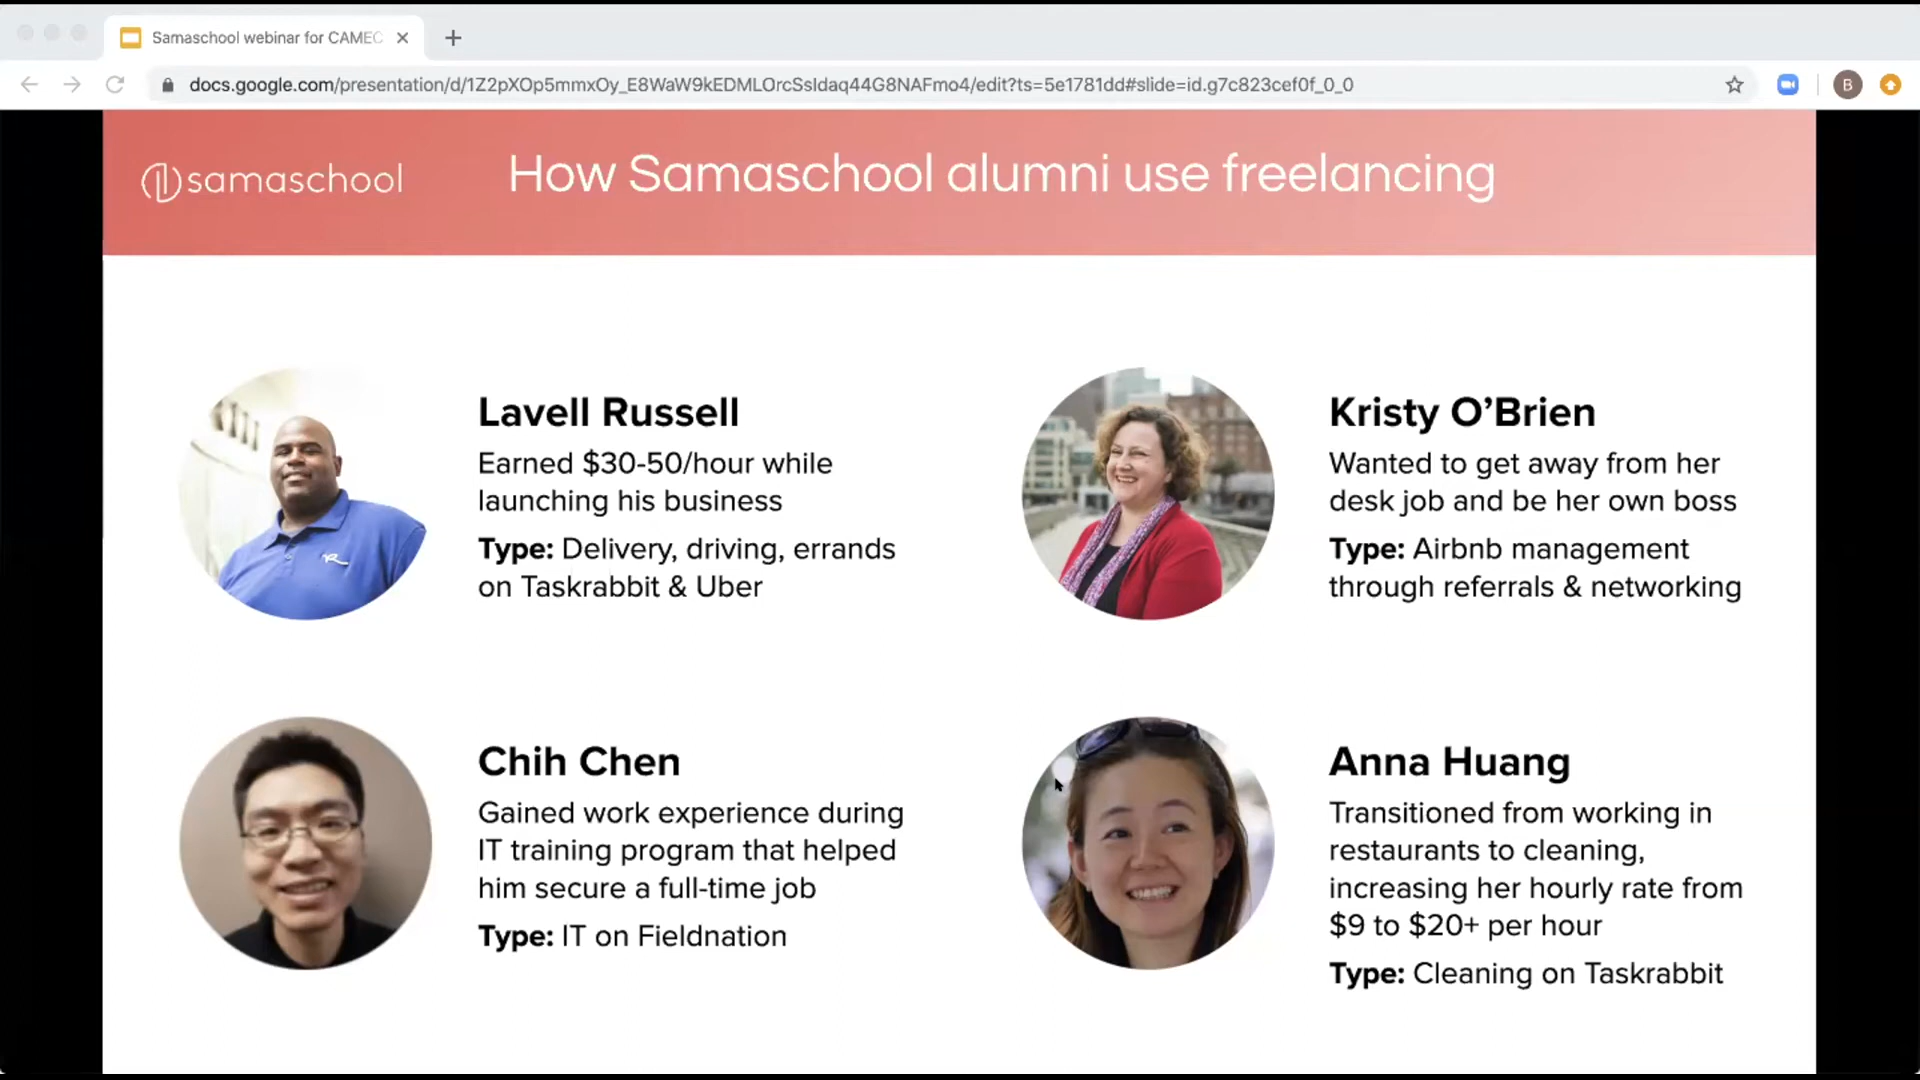 Samaschool webinar for CAMEC
docs.google.com/presentation/d/1Z2pXOp5mmxOy_E8WaW9kEDMLOrcSsIdaq44G8NAFmo4/edit?ts=5e1781dd#slide=id.g7c823cef0f_0_0
B
samaschool
How Samaschool alumni use freelancing
Lavell Russell
Earned $30-50/hour while
launching his business
Type: Delivery, driving, errands
on Taskrabbit & Uber
Kristy O’Brien
Wanted to get away from her
desk job and be her own boss
Type: Airbnb management
through referrals & networking
Chih Chen
Gained work experience during
IT training program that helped
him secure a full-time job
Type: IT on Fieldnation
Anna Huang
Transitioned from working in
restaurants to cleaning,
increasing her hourly rate from
$9 to $20+ per hour
Type: Cleaning on Taskrabbit